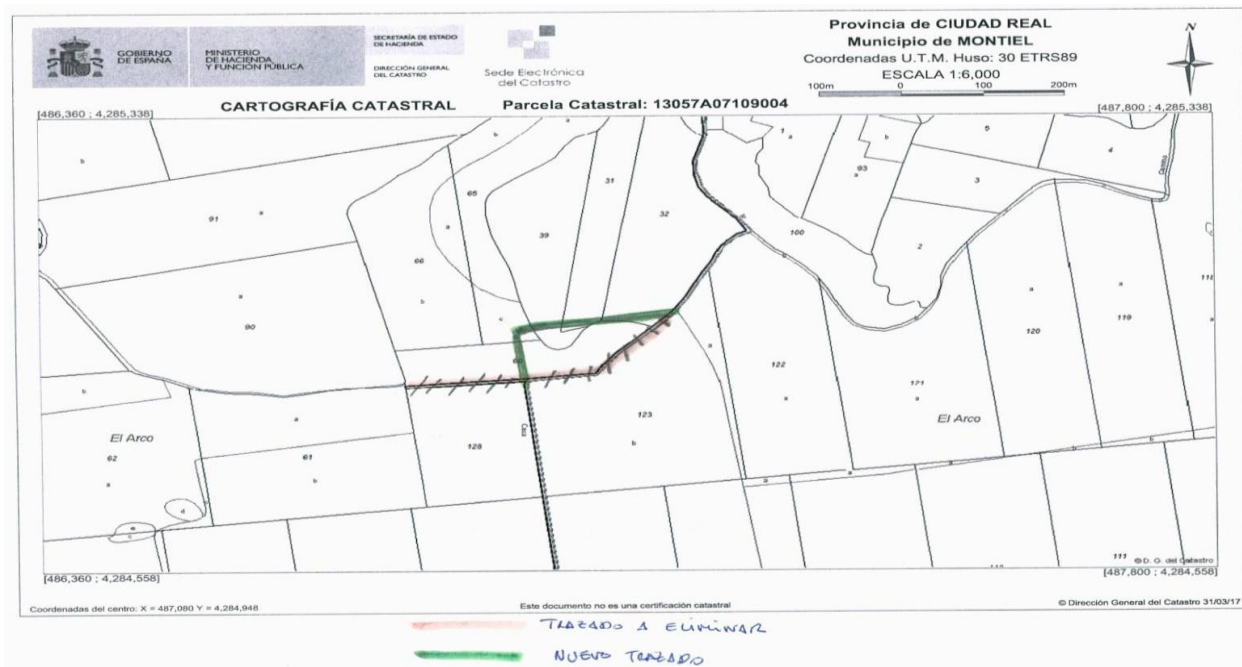 GOBIERNO
DE ESPAÑA
MINISTERIO
DE HACIENDA
Y FUNCIÓN PÚBLICA
SECRETARÍA DE ESTADO
DE HACIENDA
DIRECCIÓN GENERAL
DEL CATASTRO
Sede Electrónica
del Catastro
Provincia de CIUDAD REAL
Municipio de MONTIEL
Coordenadas U.T.M. Huso: 30 ETRS89
ESCALA 1:6,000
100m 0 100 200m
N
CARTOGRAFÍA CATASTRAL Parcela Catastral: 13057A07109004
[486,360 ; 4,285,338] [487,800 ; 4,285,338]
b
b
a
1
a
b
5
4
Camino
93
a
3
65
31
91
a
a
39
32
100
2
66
b
c
a
90
a
a
a
120
119
118
a
a
122
a
121
a
b
El Arco
62
a
a
61
b
128
Casa
123
b
El Arco
a
a
a
b
b
d
e
c
111
© D. G. del Catastro
[486,360 ; 4,284,558] [487,800 ; 4,284,558]
Coordenadas del centro: X = 487,080 Y = 4,284,948
Este documento no es una certificación catastral
© Dirección General del Catastro 31/03/17
TRAZADO A ELIMINAR
NUEVO TRAZADO